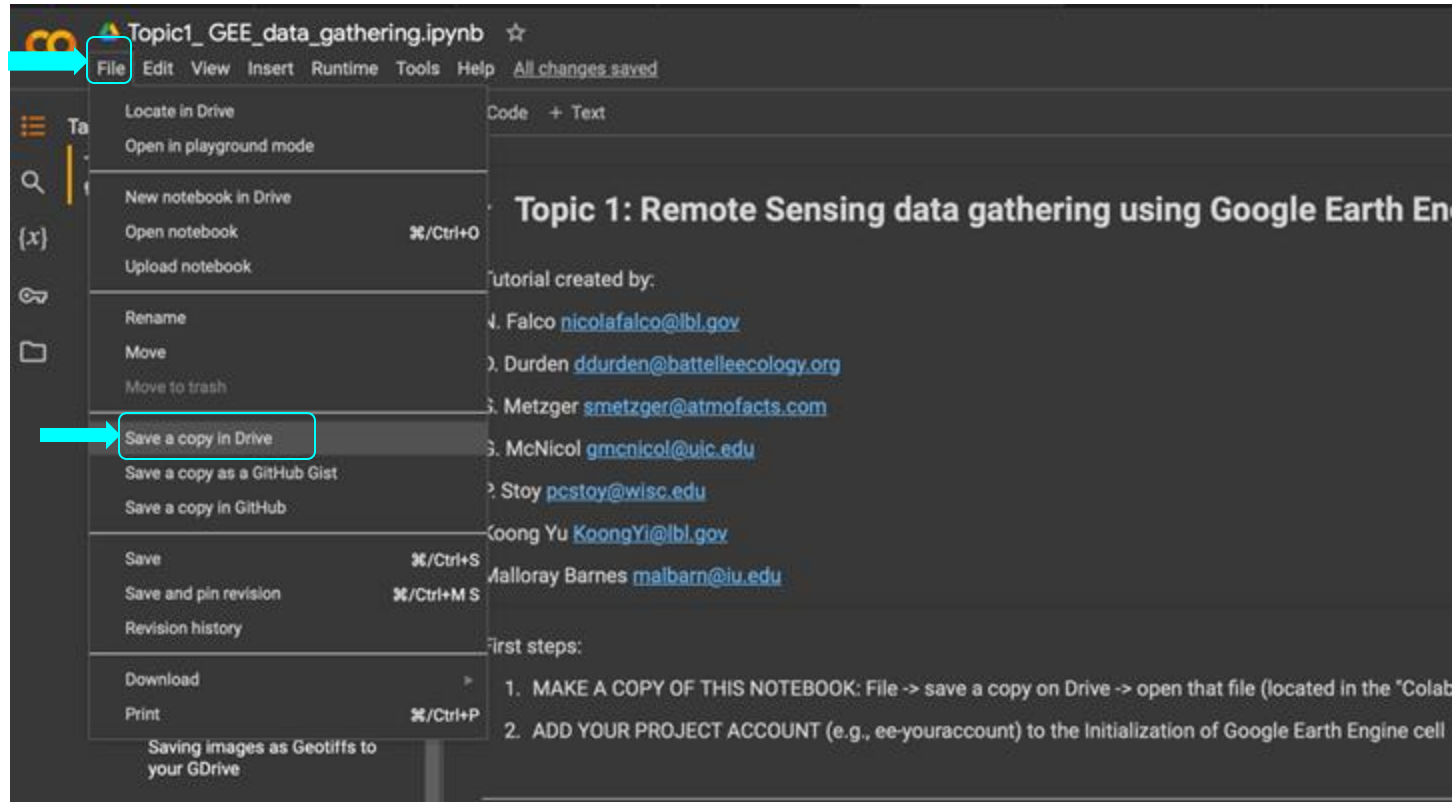 Topic1_ GEE_data_gathering.ipynb
File Edit View Insert Runtime Tools Help All changes saved
Locate in Drive
Open in playground mode
New notebook in Drive
Open notebook ⌘/Ctrl+O
Upload notebook
Rename
Move
Move to trash
Save a copy in Drive
Save a copy as a GitHub Gist
Save a copy in GitHub
Save ⌘/Ctrl+S
Save and pin revision ⌘/Ctrl+M S
Revision history
Download
Print ⌘/Ctrl+P
Ta
{x}
Saving images as Geotiffs to
your GDrive
Code + Text
Topic 1: Remote Sensing data gathering using Google Earth En
utorial created by:
N. Falco nicolafalco@lbl.gov
D. Durden ddurden@battelleecology.org
S. Metzger smetzger@atmofacts.com
G. McNicol gmcnicol@uic.edu
P. Stoy pcstoy@wisc.edu
Koong Yu KoongYi@lbl.gov
Malloray Barnes malbarn@iu.edu
First steps:
1. MAKE A COPY OF THIS NOTEBOOK: File -> save a copy on Drive -> open that file (located in the "Colab
2. ADD YOUR PROJECT ACCOUNT (e.g., ee-youraccount) to the Initialization of Google Earth Engine cell